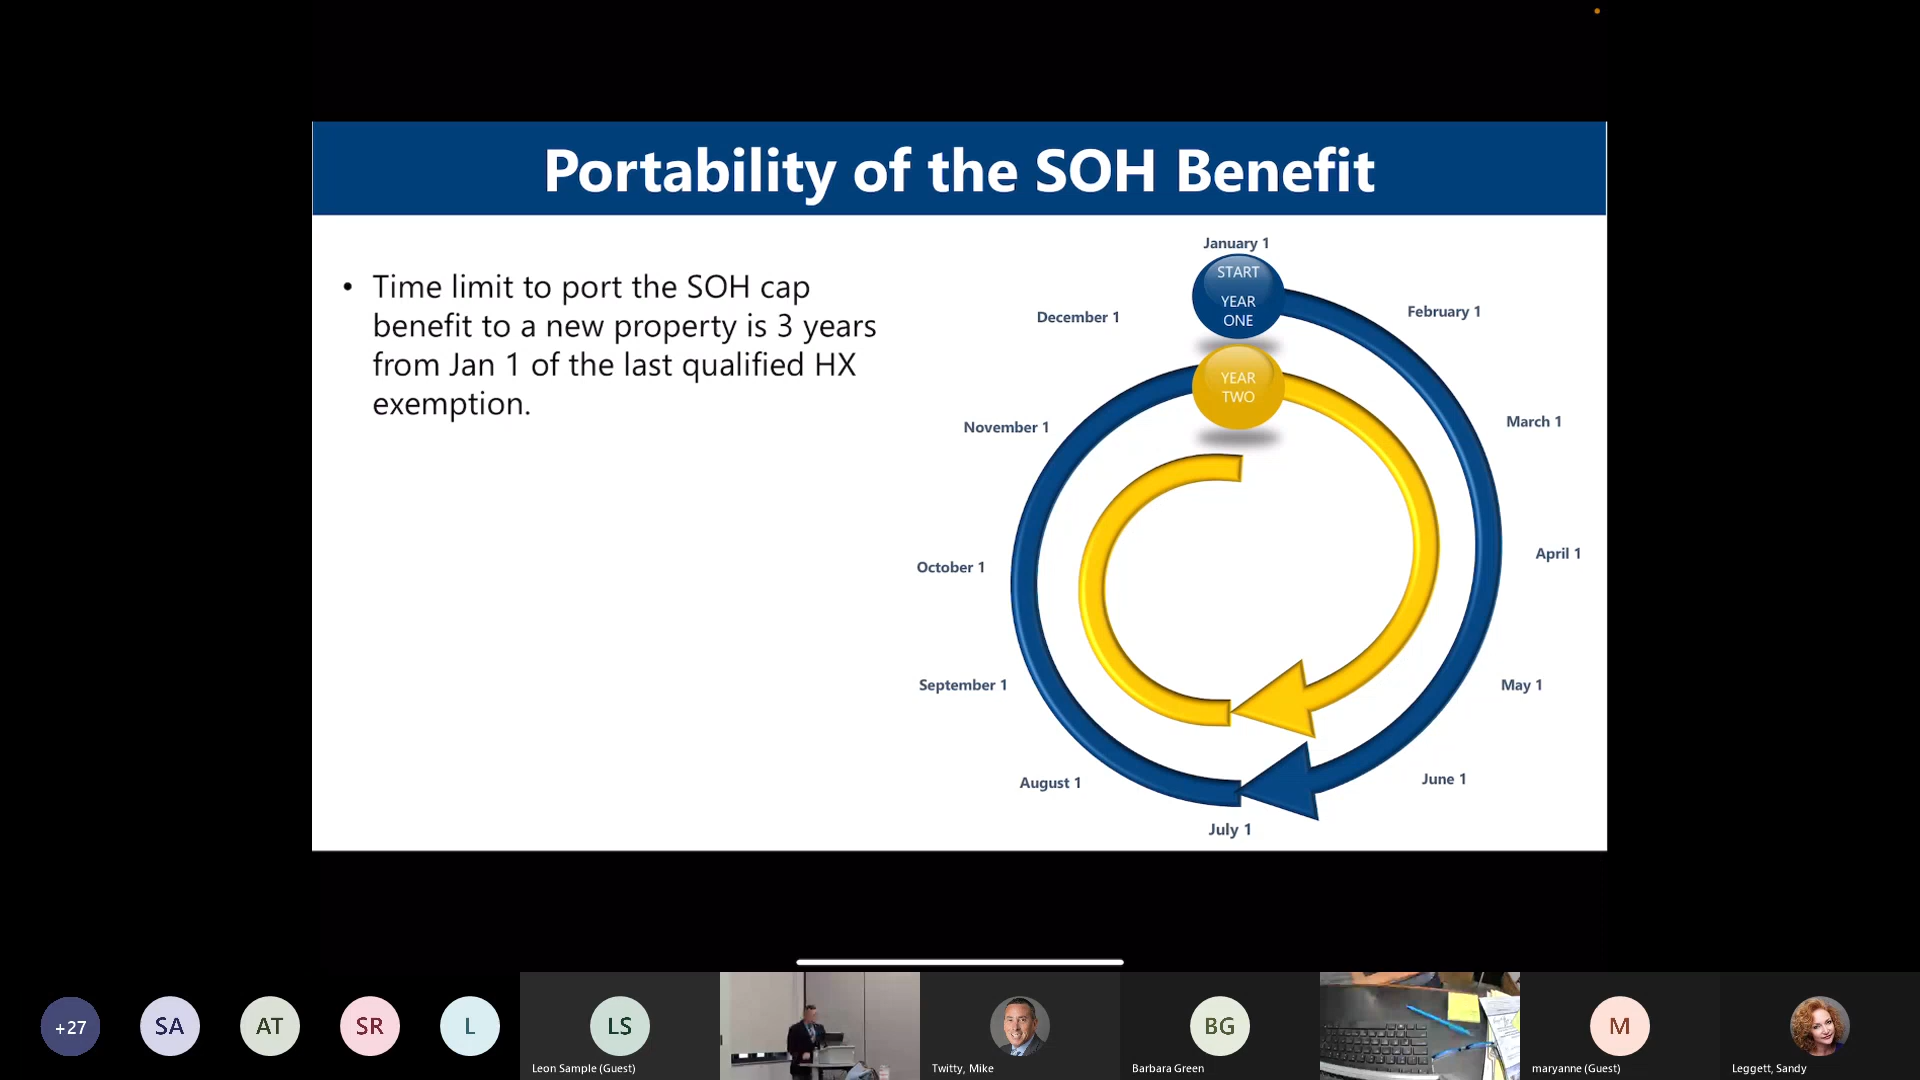 Portability of the SOH Benefit
• Time limit to port the SOH cap
benefit to a new property is 3 years
from Jan 1 of the last qualified HX
exemption.
January 1
START
YEAR
ONE
December 1
February 1
YEAR
TWO
November 1
March 1
October 1
April 1
September 1
May 1
August 1
June 1
July 1
+27
SA
AT
SR
L
LS
BG
M
Leon Sample (Guest)
Twitty, Mike
Barbara Green
maryanne (Guest)
Leggett, Sandy